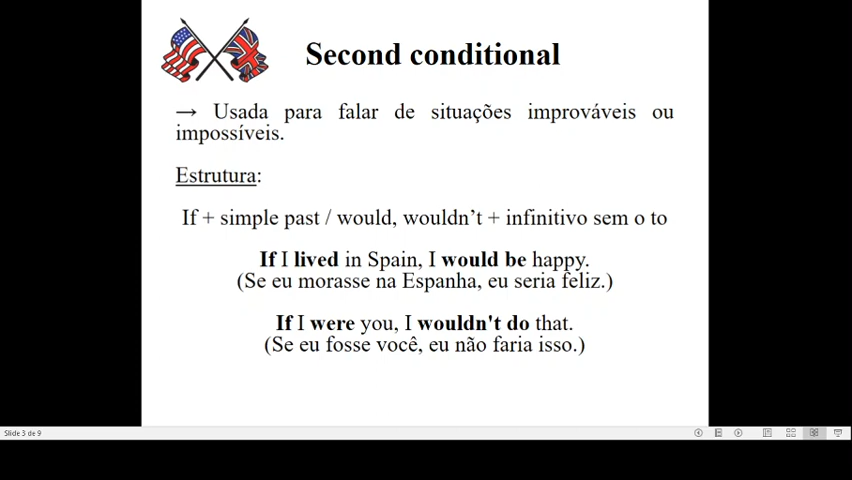 Second conditional
→ Usada para falar de situações improváveis ou
impossíveis.
Estrutura:
If + simple past / would, wouldn’t + infinitivo sem o to
If I lived in Spain, I would be happy.
(Se eu morasse na Espanha, eu seria feliz.)
If I were you, I wouldn't do that.
(Se eu fosse você, eu não faria isso.)
Slide 3 de 9